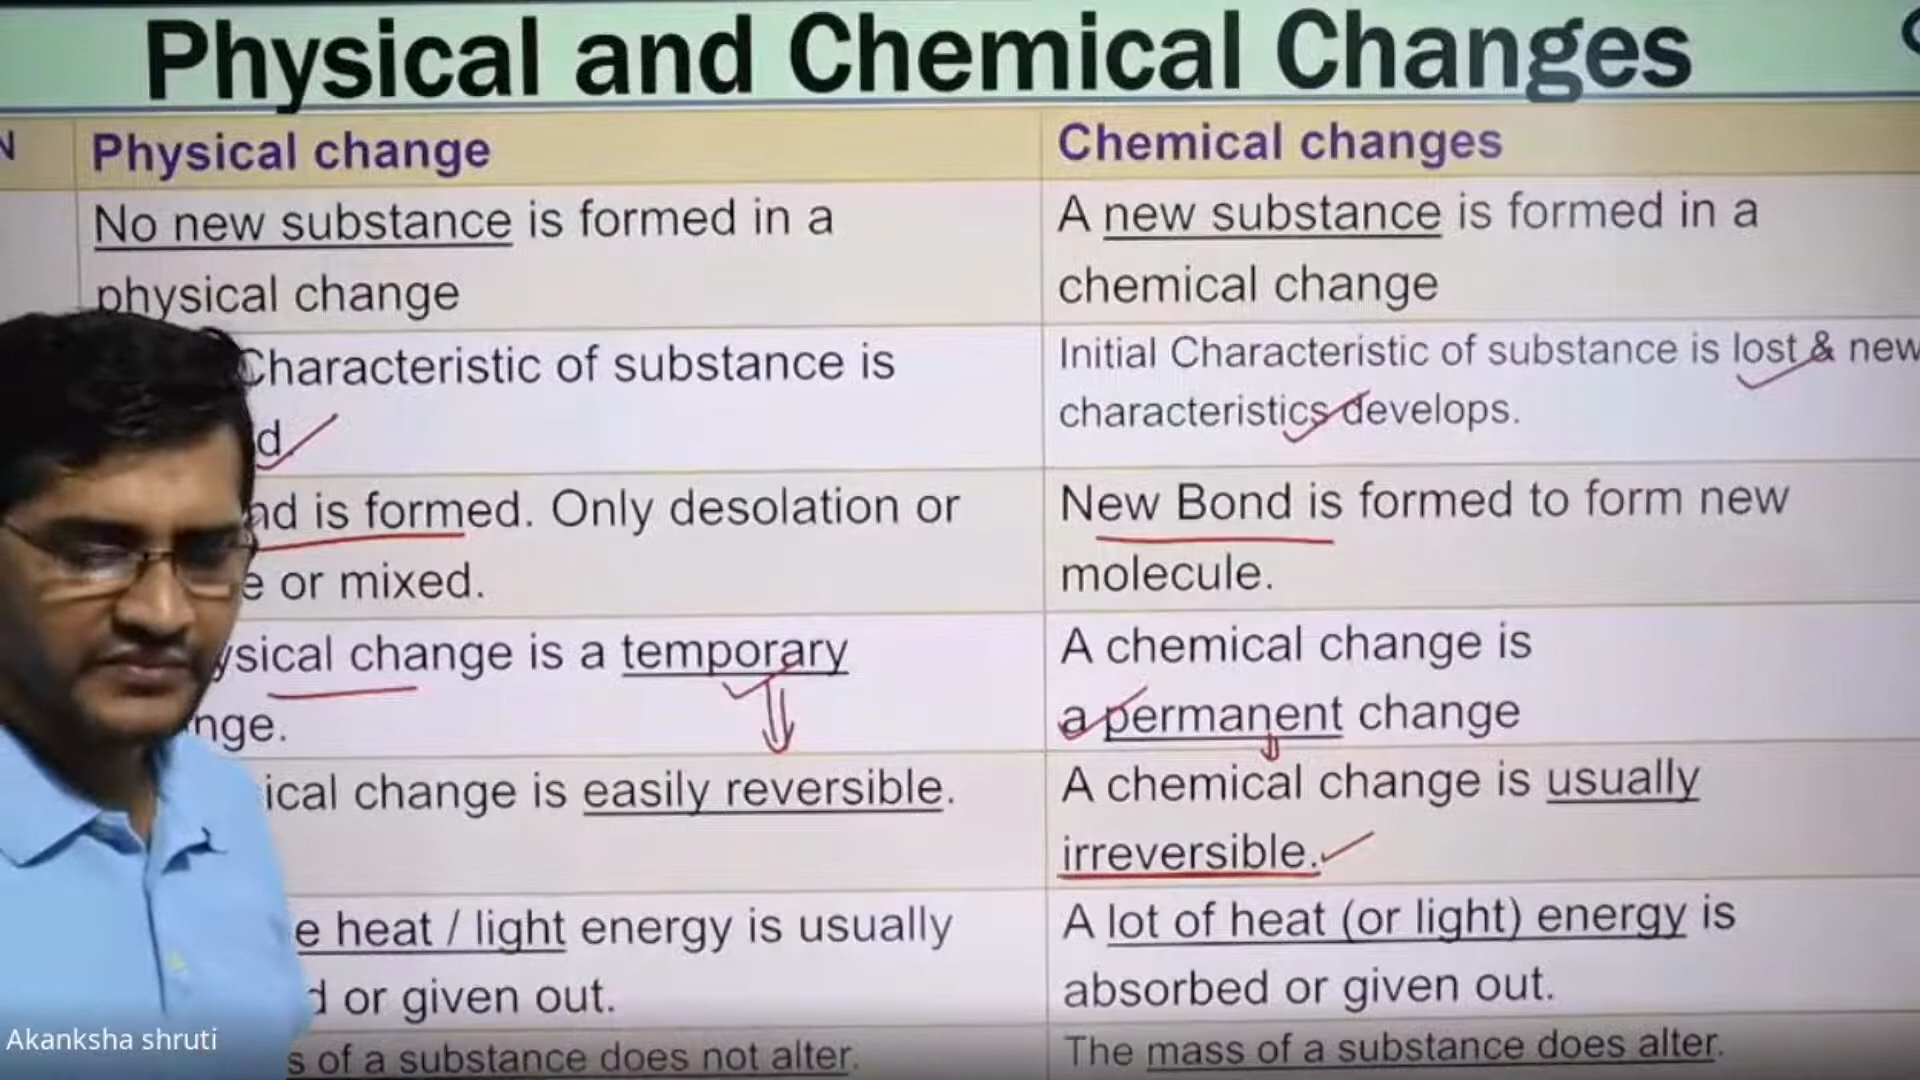 Physical and Chemical Changes
N
Physical change
Chemical changes
No new substance is formed in a
physical change
A new substance is formed in a
chemical change
Characteristic of substance is
d
Initial Characteristic of substance is lost & new
characteristics develops.
nd is formed. Only desolation or
e or mixed.
New Bond is formed to form new
molecule.
ysical change is a temporary
nge.
A chemical change is
a permanent change
ical change is easily reversible.
A chemical change is usually
irreversible.
e heat / light energy is usually
d or given out.
A lot of heat (or light) energy is
absorbed or given out.
s of a substance does not alter.
The mass of a substance does alter.
Akanksha shruti